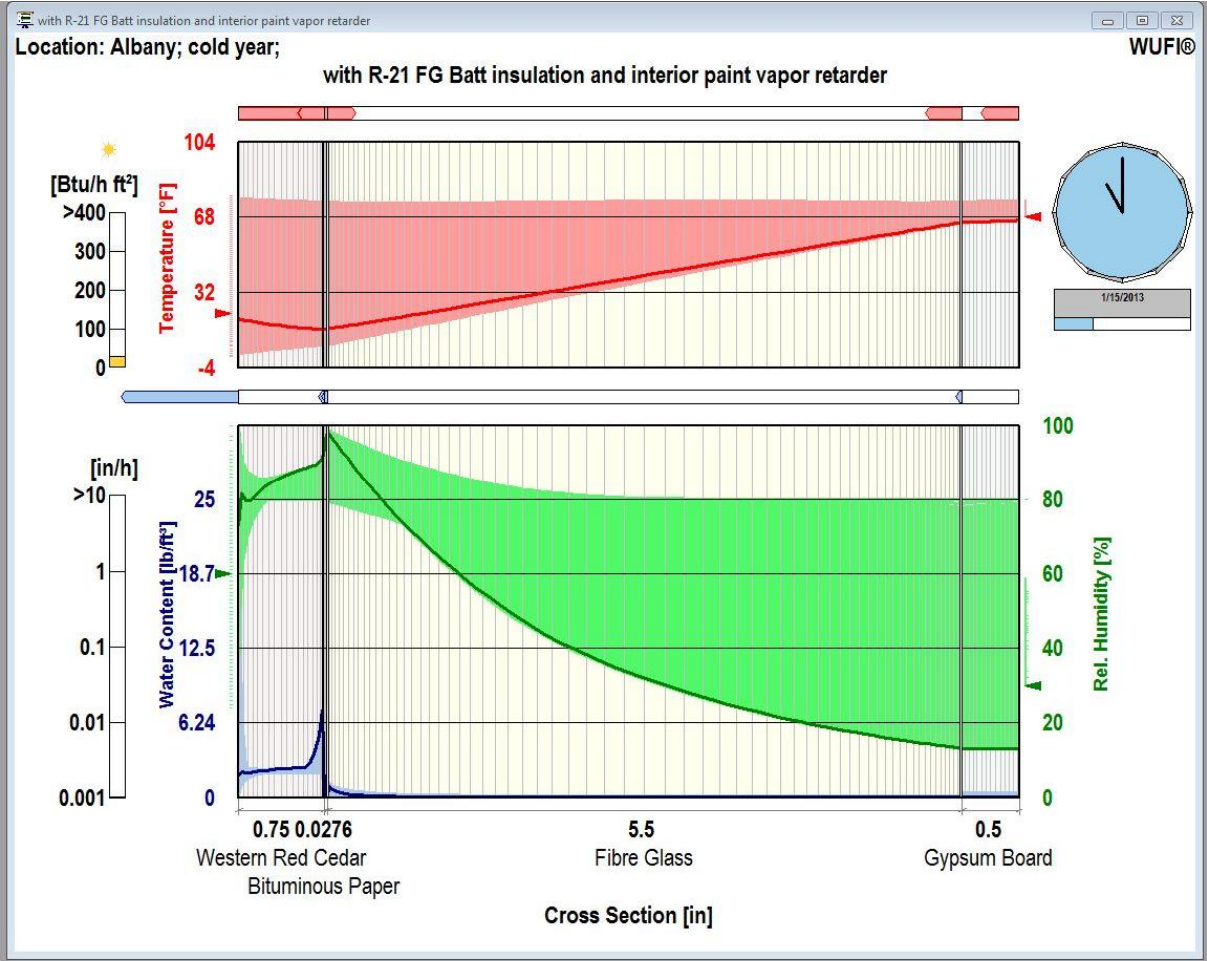 with R-21 FG Batt insulation and interior paint vapor retarder
Location: Albany; cold year;
WUFI®
with R-21 FG Batt insulation and interior paint vapor retarder
[Btu/h ft²]
>400
300
200
100
0
Temperature [°F]
104
68
32
-4
1/15/2013
[in/h]
>10
1
0.1
0.01
0.001
Water Content [lb/ft³]
25
18.7
12.5
6.24
0
100
80
60
40
20
0
Rel. Humidity [%]
0.75 0.0276 5.5 0.5
Western Red Cedar Fibre Glass Gypsum Board
Bituminous Paper
Cross Section [in]